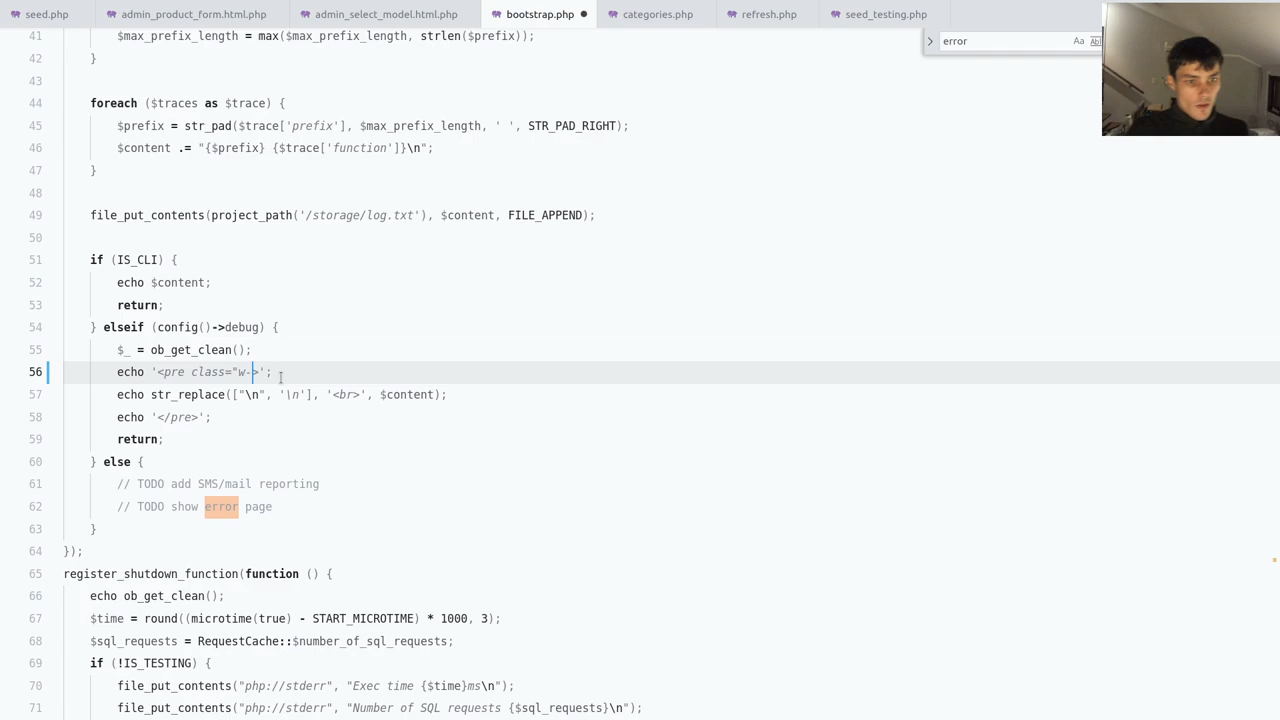 seed.php admin_product_form.html.php admin_select_model.html.php bootstrap.php categories.php refresh.php seed_testing.php
error Aa Abl
41 $max_prefix_length = max($max_prefix_length, strlen($prefix));
42 }
43
44 foreach ($traces as $trace) {
45 $prefix = str_pad($trace['prefix'], $max_prefix_length, ' ', STR_PAD_RIGHT);
46 $content .= "{$prefix} {$trace['function']}\n";
47 }
48
49 file_put_contents(project_path('/storage/log.txt'), $content, FILE_APPEND);
50
51 if (IS_CLI) {
52 echo $content;
53 return;
54 } elseif (config()->debug) {
55 $_ = ob_get_clean();
56 echo '<pre class="w->';
57 echo str_replace(["\n", '\n'], '<br>', $content);
58 echo '</pre>';
59 return;
60 } else {
61 // TODO add SMS/mail reporting
62 // TODO show error page
63 }
64 });
65 register_shutdown_function(function () {
66 echo ob_get_clean();
67 $time = round((microtime(true) - START_MICROTIME) * 1000, 3);
68 $sql_requests = RequestCache::$number_of_sql_requests;
69 if (!IS_TESTING) {
70 file_put_contents("php://stderr", "Exec time {$time}ms\n");
71 file_put_contents("php://stderr", "Number of SQL requests {$sql_requests}\n");